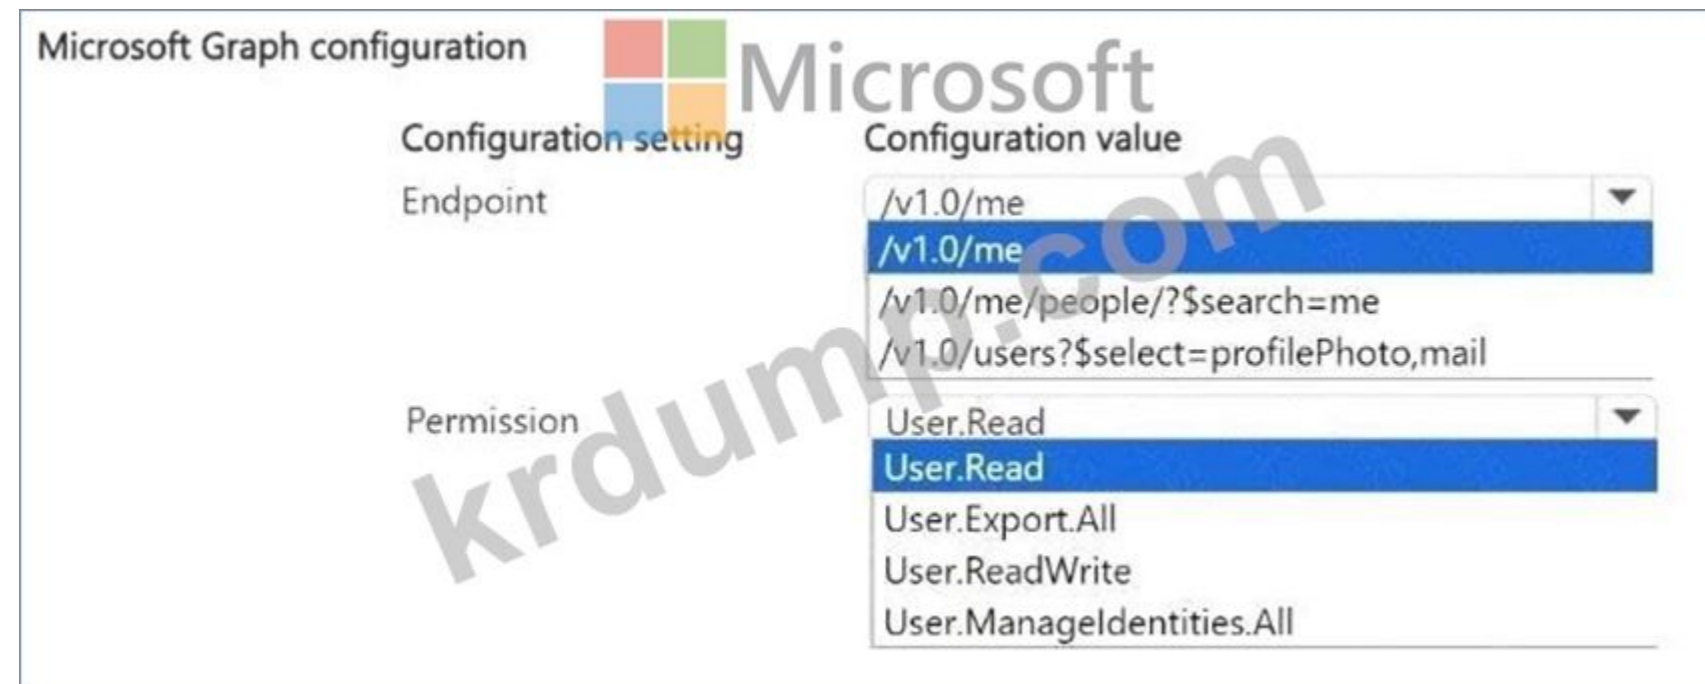 Microsoft Graph configuration
Microsoft
Configuration setting Configuration value
Endpoint /v1.0/me
/v1.0/me
/v1.0/me/people/?$search=me
/v1.0/users?$select=profilePhoto,mail
Permission User.Read
User.Read
User.Export.All
User.ReadWrite
User.ManageIdentities.All
krdump.com